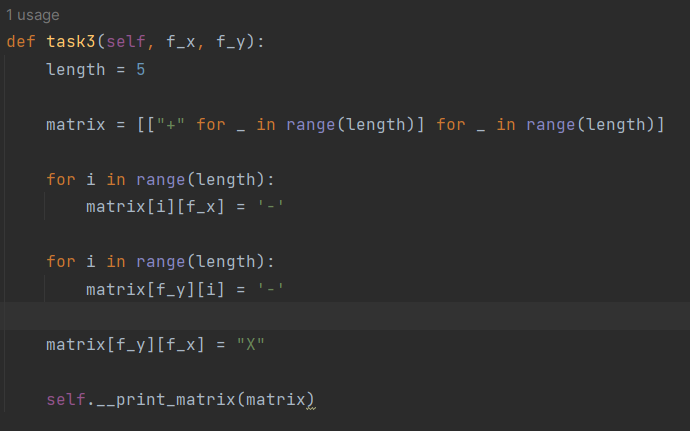 1 usage
def task3(self, f_x, f_y):
    length = 5
    matrix = [["+" for _ in range(length)] for _ in range(length)]
    for i in range(length):
        matrix[i][f_x] = '-'
    for i in range(length):
        matrix[f_y][i] = '-'
    matrix[f_y][f_x] = "X"
    self.__print_matrix(matrix)